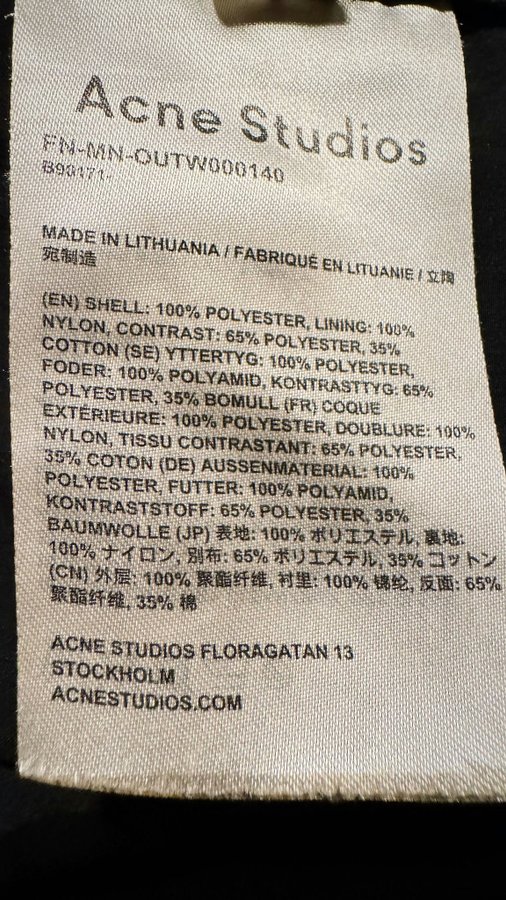 Acne Studios
FN-MN-OUTW000140
B90171-
MADE IN LITHUANIA / FABRIQUÉ EN LITUANIE / 立陶
宛制造
(EN) SHELL: 100% POLYESTER, LINING: 100%
NYLON, CONTRAST: 65% POLYESTER, 35%
COTTON (SE) YTTERTYG: 100% POLYESTER,
FODER: 100% POLYAMID, KONTRASTTYG: 65%
POLYESTER, 35% BOMULL (FR) COQUE
EXTÉRIEURE: 100% POLYESTER, DOUBLURE: 100%
NYLON, TISSU CONTRASTANT: 65% POLYESTER,
35% COTON (DE) AUSSENMATERIAL: 100%
POLYESTER, FUTTER: 100% POLYAMID,
KONTRASTSTOFF: 65% POLYESTER, 35%
BAUMWOLLE (JP) 表地: 100% ポリエステル, 裏地:
100% ナイロン, 別布: 65% ポリエステル, 35% コットン
(CN) 外层: 100% 聚酯纤维, 衬里: 100% 锦纶, 反面: 65%
聚酯纤维, 35% 棉
ACNE STUDIOS FLORAGATAN 13
STOCKHOLM
ACNESTUDIOS.COM